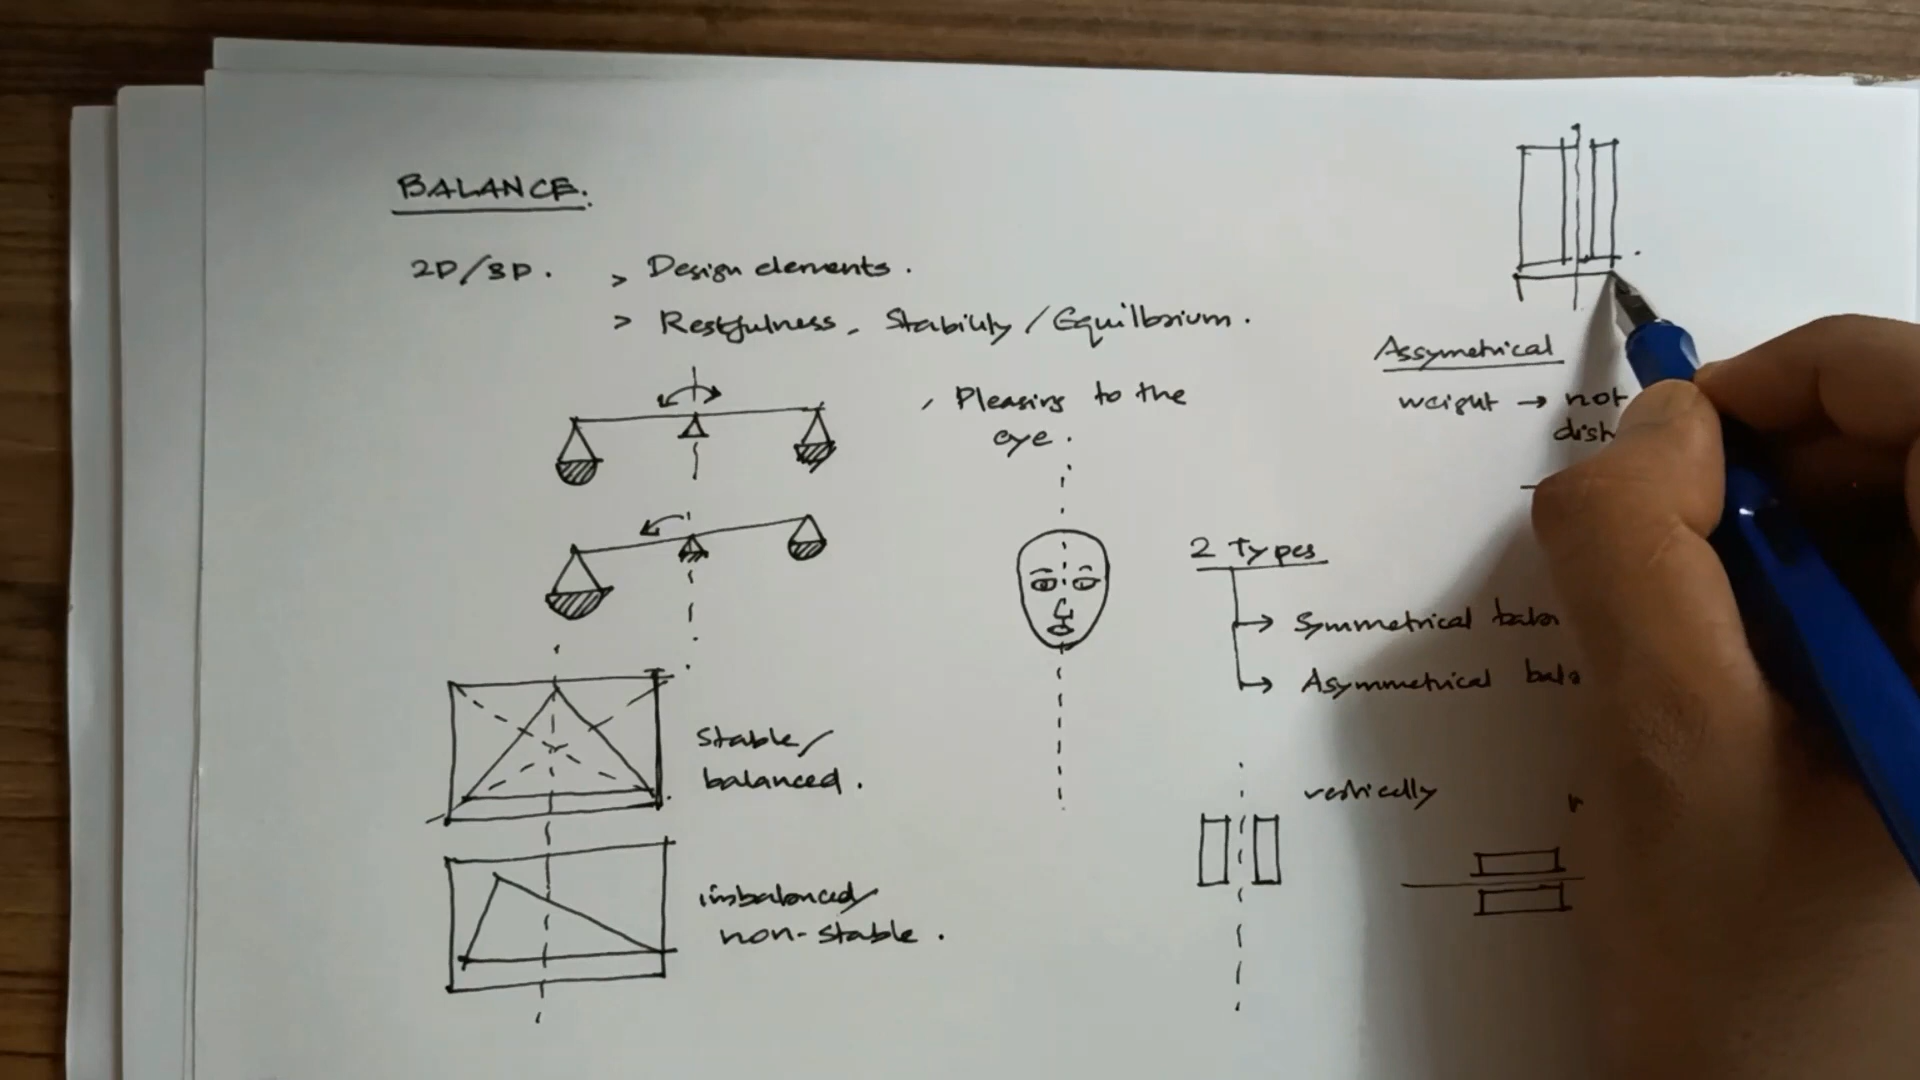 BALANCE.
2D/3D. > Design elements.
> Restfulness, Stability/Equilbrium.
, Pleasing to the
eye.
Stable/
balanced.
imbalanced/
non-stable.
2 Types
→ Symmetrical
→ Asymmetrical
vertically
Assymetrical
weight → not